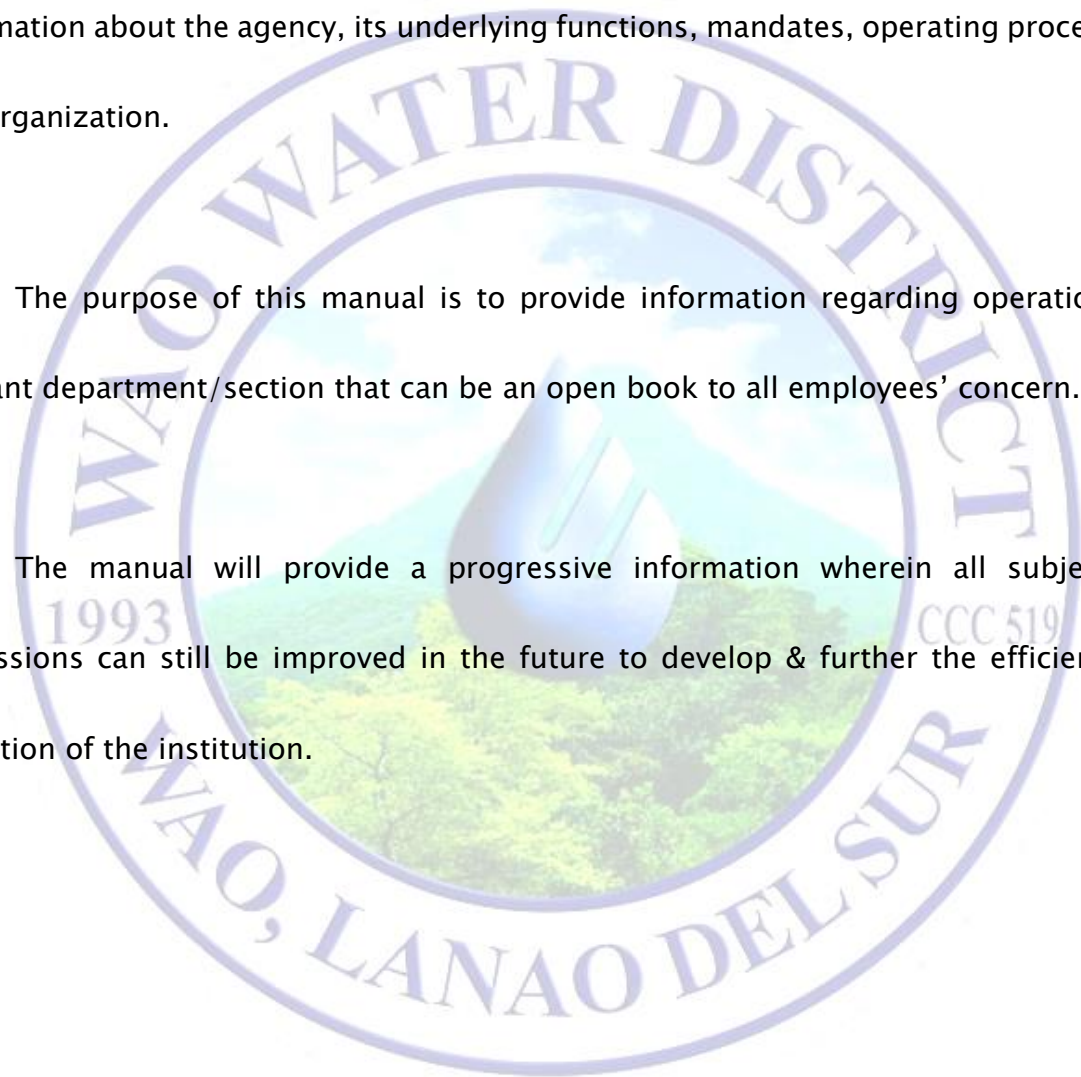 mation about the agency, its underlying functions, mandates, operating proce
rganization.
The purpose of this manual is to provide information regarding operatio
ant department/section that can be an open book to all employees’ concern.
The manual will provide a progressive information wherein all subje
ssions can still be improved in the future to develop & further the efficien
tion of the institution.
WAO WATER DISTRICT
1993
CCC 519
WAO, LANAO DEL SUR